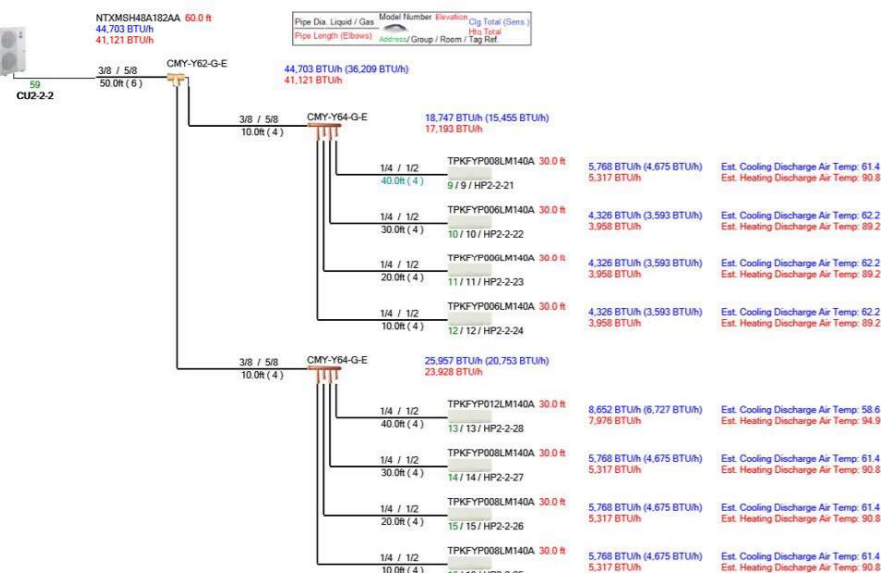 NTXMSH48A182AA 60.0 ft
44,703 BTU/h
41,121 BTU/h
Pipe Dia. Liquid / Gas Model Number Elevation Clg Total (Sens.)
Pipe Length (Elbows) Address/ Group / Room / Tag Ref. Htg Total
59
CU2-2-2
3/8 / 5/8
50.0ft ( 6 )
CMY-Y62-G-E
44,703 BTU/h (36,209 BTU/h)
41,121 BTU/h
3/8 / 5/8
10.0ft ( 4 )
CMY-Y64-G-E
18,747 BTU/h (15,455 BTU/h)
17,193 BTU/h
1/4 / 1/2
40.0ft ( 4 )
TPKFYP008LM140A 30.0 ft
9 / 9 / HP2-2-21
5,768 BTU/h (4,675 BTU/h) Est. Cooling Discharge Air Temp: 61.4
5,317 BTU/h Est. Heating Discharge Air Temp: 90.8
1/4 / 1/2
30.0ft ( 4 )
TPKFYP006LM140A 30.0 ft
10 / 10 / HP2-2-22
4,326 BTU/h (3,593 BTU/h) Est. Cooling Discharge Air Temp: 62.2
3,958 BTU/h Est. Heating Discharge Air Temp: 89.2
1/4 / 1/2
20.0ft ( 4 )
TPKFYP006LM140A 30.0 ft
11 / 11 / HP2-2-23
4,326 BTU/h (3,593 BTU/h) Est. Cooling Discharge Air Temp: 62.2
3,958 BTU/h Est. Heating Discharge Air Temp: 89.2
1/4 / 1/2
10.0ft ( 4 )
TPKFYP006LM140A 30.0 ft
12 / 12 / HP2-2-24
4,326 BTU/h (3,593 BTU/h) Est. Cooling Discharge Air Temp: 62.2
3,958 BTU/h Est. Heating Discharge Air Temp: 89.2
3/8 / 5/8
10.0ft ( 4 )
CMY-Y64-G-E
25,957 BTU/h (20,753 BTU/h)
23,928 BTU/h
1/4 / 1/2
40.0ft ( 4 )
TPKFYP012LM140A 30.0 ft
13 / 13 / HP2-2-28
8,652 BTU/h (6,727 BTU/h) Est. Cooling Discharge Air Temp: 58.6
7,976 BTU/h Est. Heating Discharge Air Temp: 94.9
1/4 / 1/2
30.0ft ( 4 )
TPKFYP008LM140A 30.0 ft
14 / 14 / HP2-2-27
5,768 BTU/h (4,675 BTU/h) Est. Cooling Discharge Air Temp: 61.4
5,317 BTU/h Est. Heating Discharge Air Temp: 90.8
1/4 / 1/2
20.0ft ( 4 )
TPKFYP008LM140A 30.0 ft
15 / 15 / HP2-2-26
5,768 BTU/h (4,675 BTU/h) Est. Cooling Discharge Air Temp: 61.4
5,317 BTU/h Est. Heating Discharge Air Temp: 90.8
1/4 / 1/2
10.0ft ( 4 )
TPKFYP008LM140A 30.0 ft
5,768 BTU/h (4,675 BTU/h) Est. Cooling Discharge Air Temp: 61.4
5,317 BTU/h Est. Heating Discharge Air Temp: 90.8